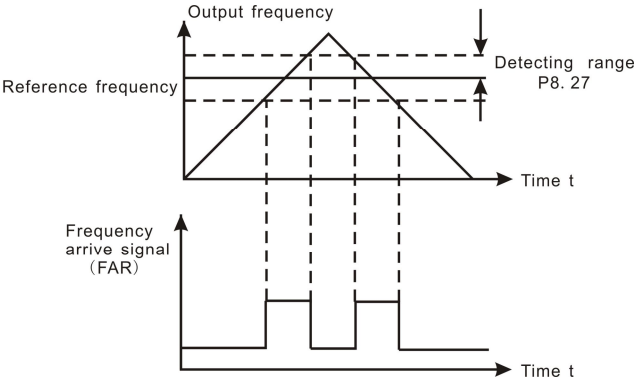 Output frequency
Detecting range
P8. 27
Reference frequency
Time t
Frequency
arrive signal
(FAR)
Time t